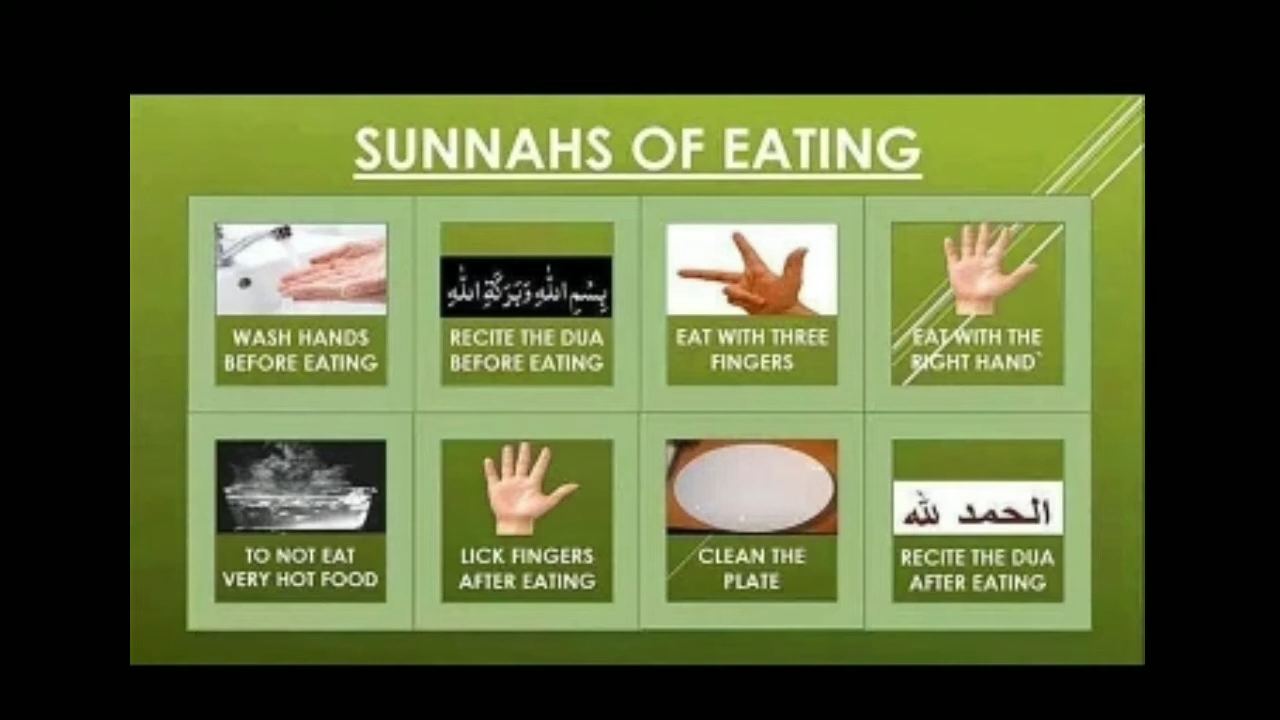 SUNNAHS OF EATING
WASH HANDS
BEFORE EATING
بِسْمِ اللهِ وَبَرَكَةِ اللهِ
RECITE THE DUA
BEFORE EATING
EAT WITH THREE
FINGERS
EAT WITH THE
RIGHT HAND`
TO NOT EAT
VERY HOT FOOD
LICK FINGERS
AFTER EATING
CLEAN THE
PLATE
الحمد لله
RECITE THE DUA
AFTER EATING